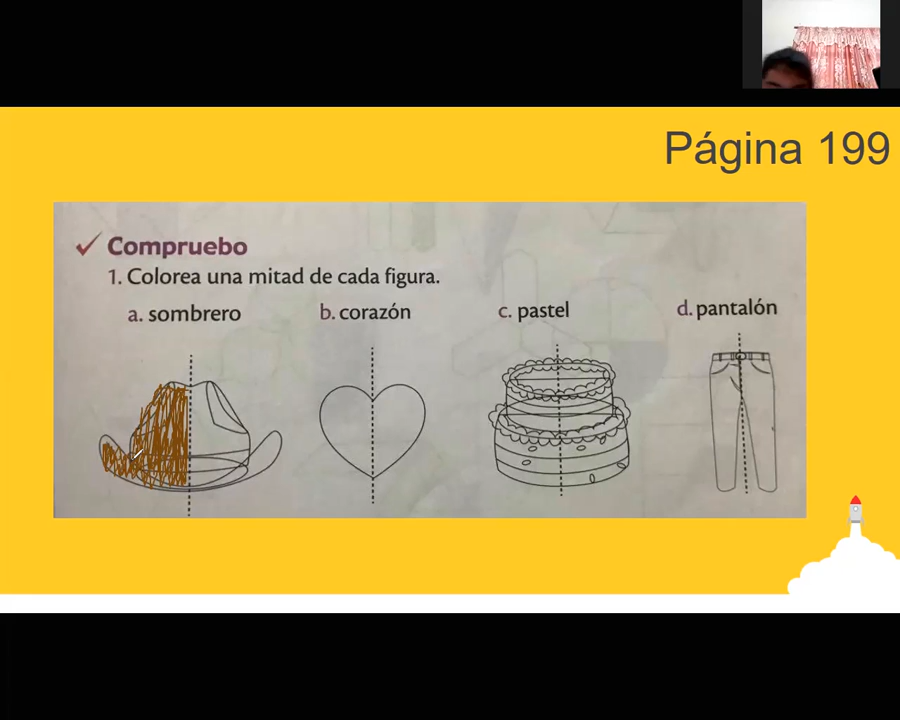 Página 199
Compruebo
1. Colorea una mitad de cada figura.
a. sombrero b. corazón c. pastel d. pantalón